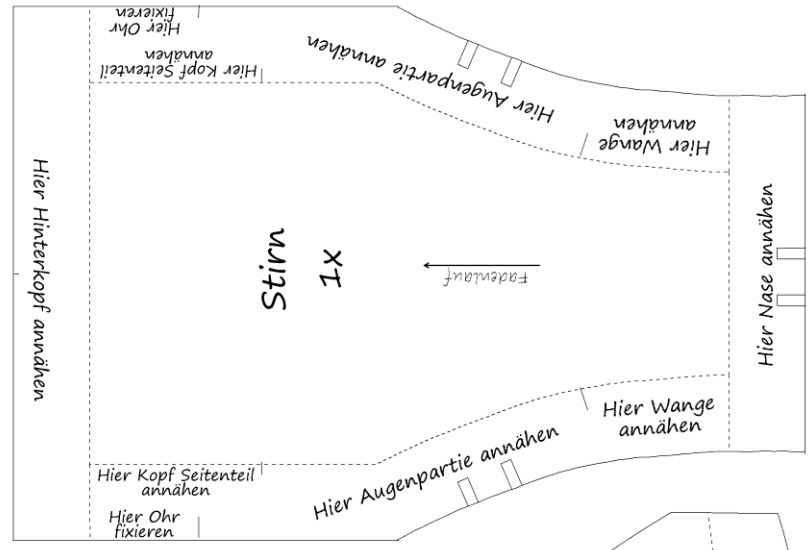 Hier Ohr
fixieren
Hier Kopf Seitenteil
annähen
Hier Augenpartie annähen
Hier Wange
annähen
Hier Hinterkopf annähen
Stirn
1x
Fadenlauf
Hier Nase annähen
Hier Wange
annähen
Hier Augenpartie annähen
Hier Kopf Seitenteil
annähen
Hier Ohr
fixieren